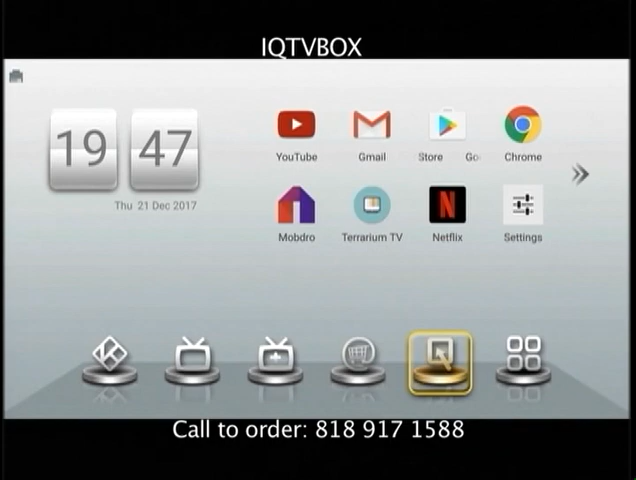 IQTVBOX
19 47
Thu 21 Dec 2017
YouTube Gmail Store Go Chrome
Mobdro Terrarium TV Netflix Settings
Call to order: 818 917 1588